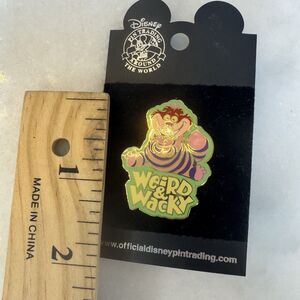 Disney
PIN TRADING
AROUND
THE WORLD
WEIRD
&
WACKY
www.officialdisneypintrading.com
1
2
MADE IN CHINA